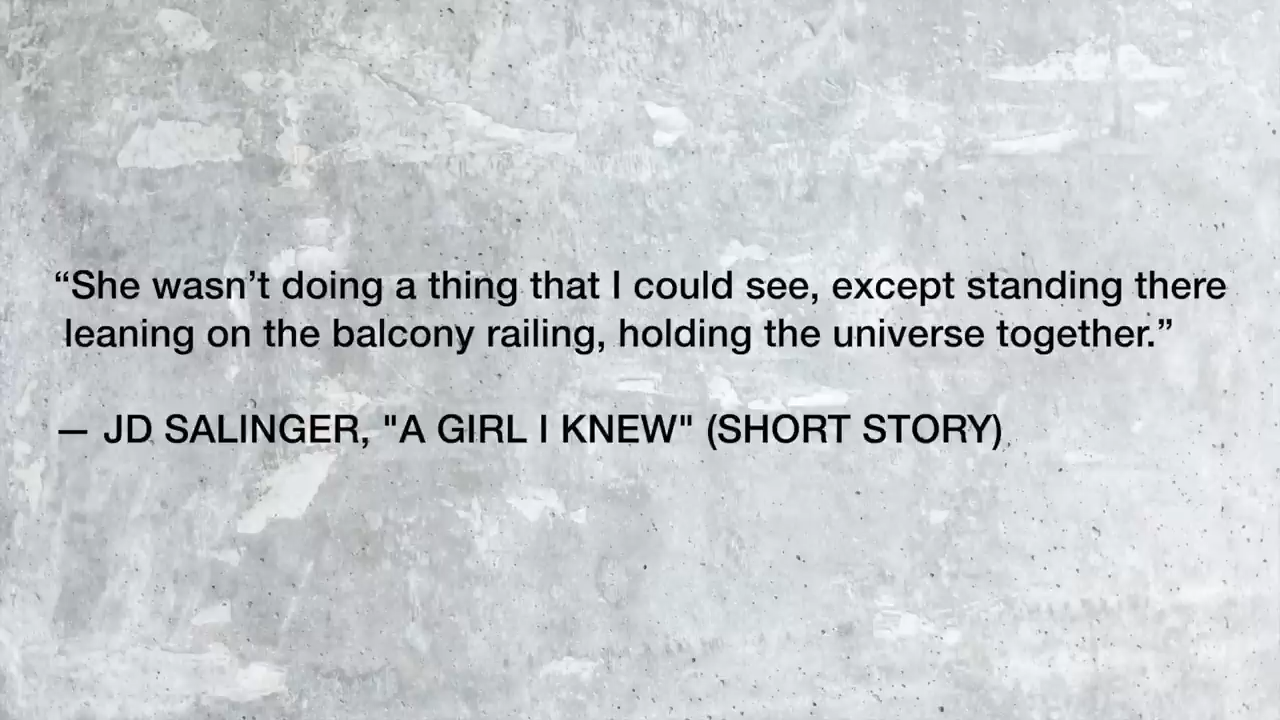 “She wasn’t doing a thing that I could see, except standing there
leaning on the balcony railing, holding the universe together.”
— JD SALINGER, "A GIRL I KNEW" (SHORT STORY)